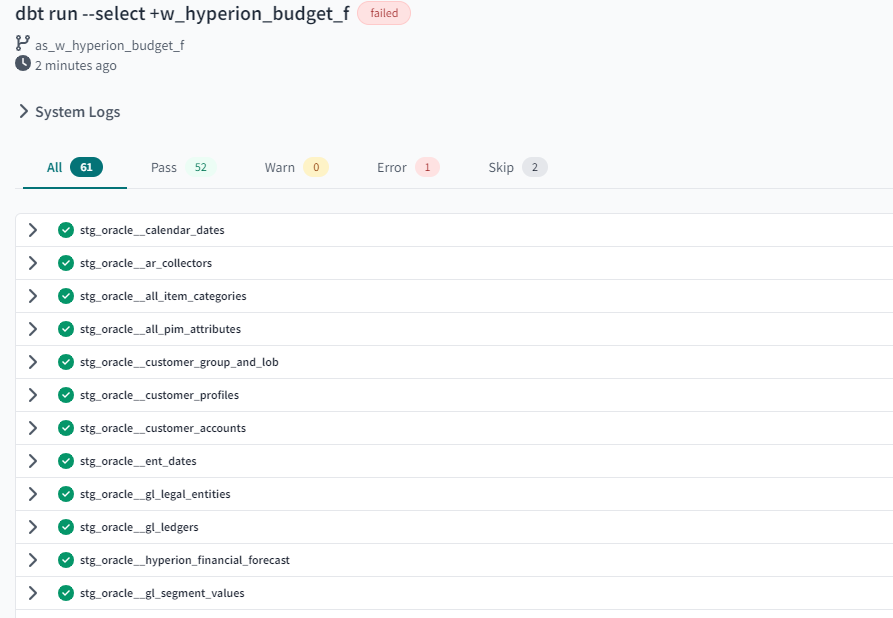 dbt run --select +w_hyperion_budget_f failed
as_w_hyperion_budget_f
2 minutes ago
System Logs
All 61 Pass 52 Warn 0 Error 1 Skip 2
stg_oracle__calendar_dates
stg_oracle__ar_collectors
stg_oracle__all_item_categories
stg_oracle__all_pim_attributes
stg_oracle__customer_group_and_lob
stg_oracle__customer_profiles
stg_oracle__customer_accounts
stg_oracle__ent_dates
stg_oracle__gl_legal_entities
stg_oracle__gl_ledgers
stg_oracle__hyperion_financial_forecast
stg_oracle__gl_segment_values